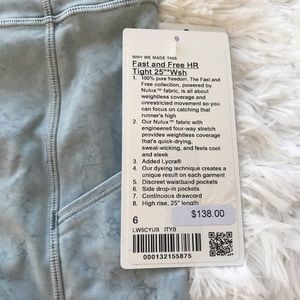 WHY WE MADE THIS
Fast and Free HR
Tight 25"*Wsh
1. 100% pure freedom. The Fast and
Free collection, powered by
Nulux™ fabric, is all about
weightless coverage and
unrestricted movement so you
can focus on catching that
runner's high
2. Our Nulux™ fabric with
engineered four-way stretch
provides weightless coverage
that's quick-drying,
sweat-wicking, and feels cool
and sleek
3. Added Lycra®
4. Our dyeing technique creates a
unique result on each garment
5. Discreet waistband pockets
6. Side drop-in pockets
7. Continuous drawcord
8. High rise, 25" length
6
$138.00
LW5CYUS ITYB
000132155875